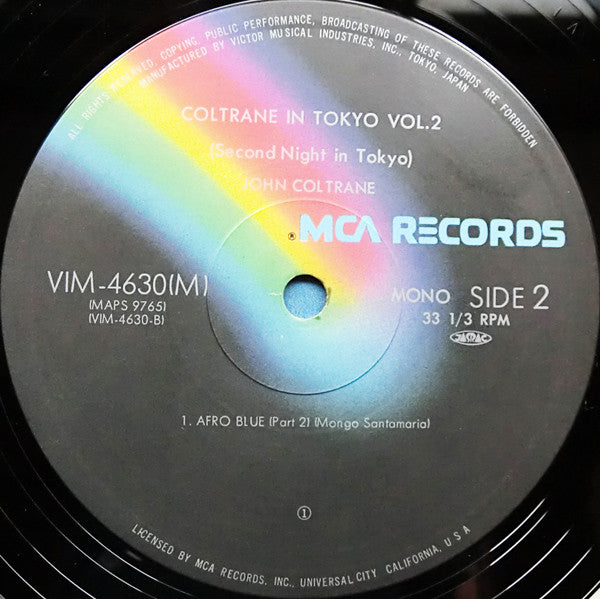 ALL RIGHTS RESERVED COPYING, PUBLIC PERFORMANCE, BROADCASTING OF THESE RECORDS ARE FORBIDDEN
MANUFACTURED BY VICTOR MUSICAL INDUSTRIES, INC., TOKYO, JAPAN
COLTRANE IN TOKYO VOL.2
(Second Night in Tokyo)
JOHN COLTRANE
®MCA RECORDS
VIM-4630(M)
(MAPS 9765)
(VIM-4630-B)
MONO SIDE 2
33 1/3 RPM
JASRAC
1. AFRO BLUE (Part 2) (Mongo Santamaria)
①
LICENSED BY MCA RECORDS, INC., UNIVERSAL CITY CALIFORNIA, U S A